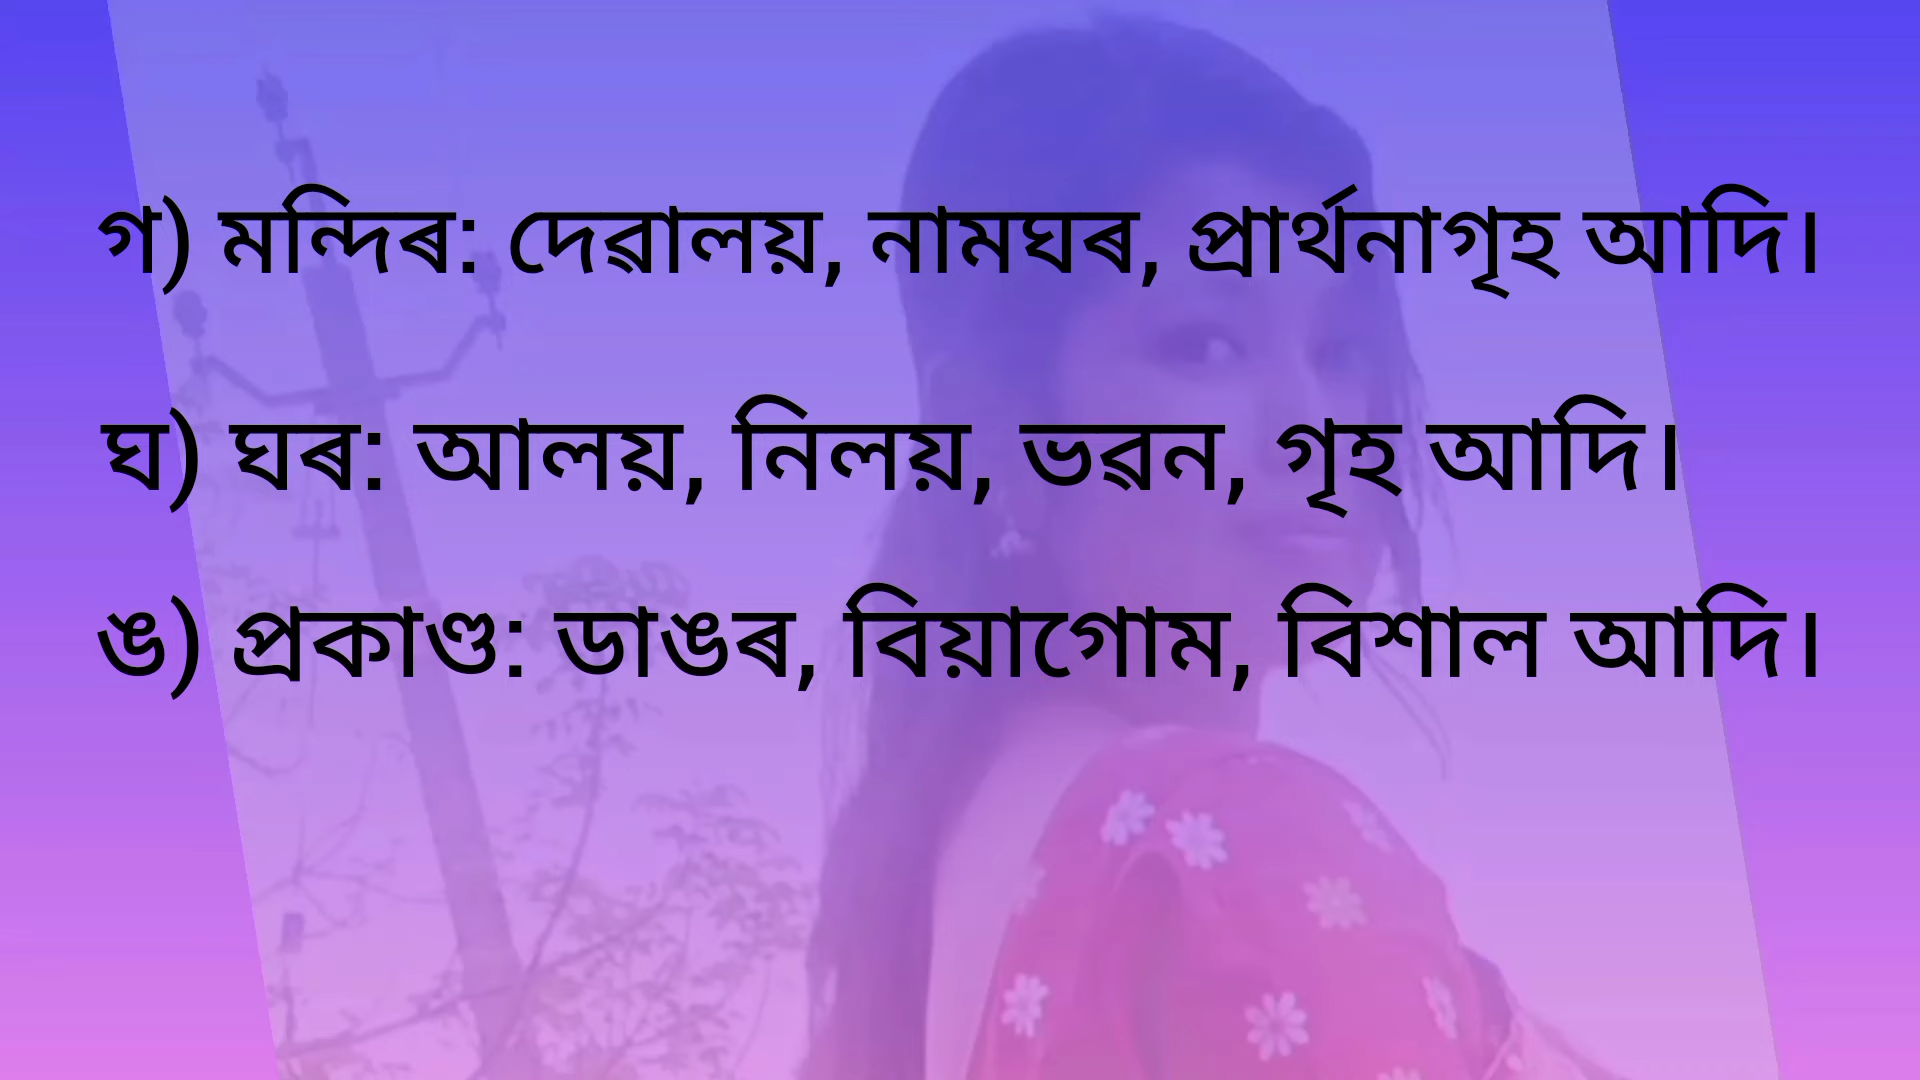 গ) মন্দিৰ: দেৱালয়, নামঘৰ, প্ৰাৰ্থনাগৃহ আদি।
ঘ) ঘৰ: আলয়, নিলয়, ভৱন, গৃহ আদি।
ঙ) প্ৰকাণ্ড: ডাঙৰ, বিয়াগোম, বিশাল আদি।